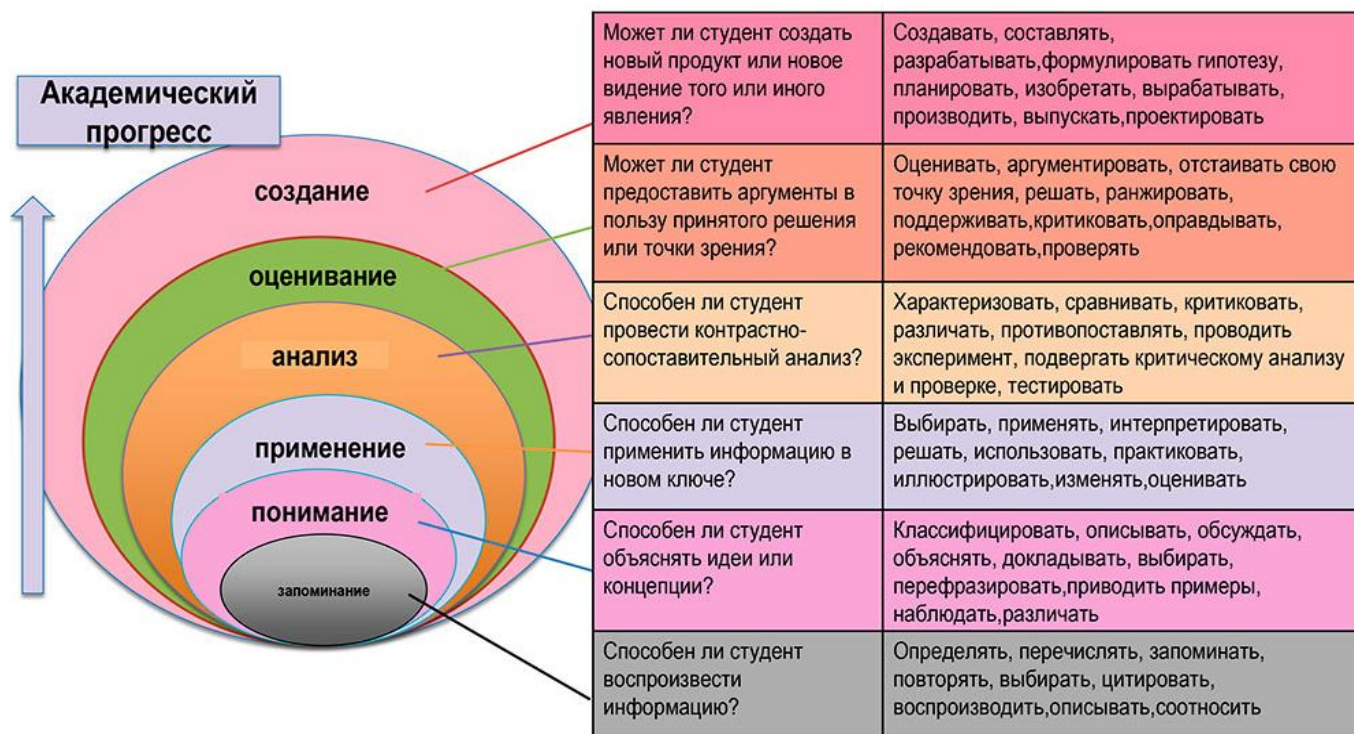 Академический
прогресс
создание
оценивание
анализ
применение
понимание
запоминание
Может ли студент создать
новый продукт или новое
видение того или иного
явления?
Создавать, составлять,
разрабатывать,формулировать гипотезу,
планировать, изобретать, вырабатывать,
производить, выпускать,проектировать
Может ли студент
предоставить аргументы в
пользу принятого решения
или точки зрения?
Оценивать, аргументировать, отстаивать свою
точку зрения, решать, ранжировать,
поддерживать,критиковать,оправдывать,
рекомендовать,проверять
Способен ли студент
провести контрастно-
сопоставительный анализ?
Характеризовать, сравнивать, критиковать,
различать, противопоставлять, проводить
эксперимент, подвергать критическому анализу
и проверке, тестировать
Способен ли студент
применить информацию в
новом ключе?
Выбирать, применять, интерпретировать,
решать, использовать, практиковать,
иллюстрировать,изменять,оценивать
Способен ли студент
объяснять идеи или
концепции?
Классифицировать, описывать, обсуждать,
объяснять, докладывать, выбирать,
перефразировать,приводить примеры,
наблюдать,различать
Способен ли студент
воспроизвести
информацию?
Определять, перечислять, запоминать,
повторять, выбирать, цитировать,
воспроизводить,описывать,соотносить